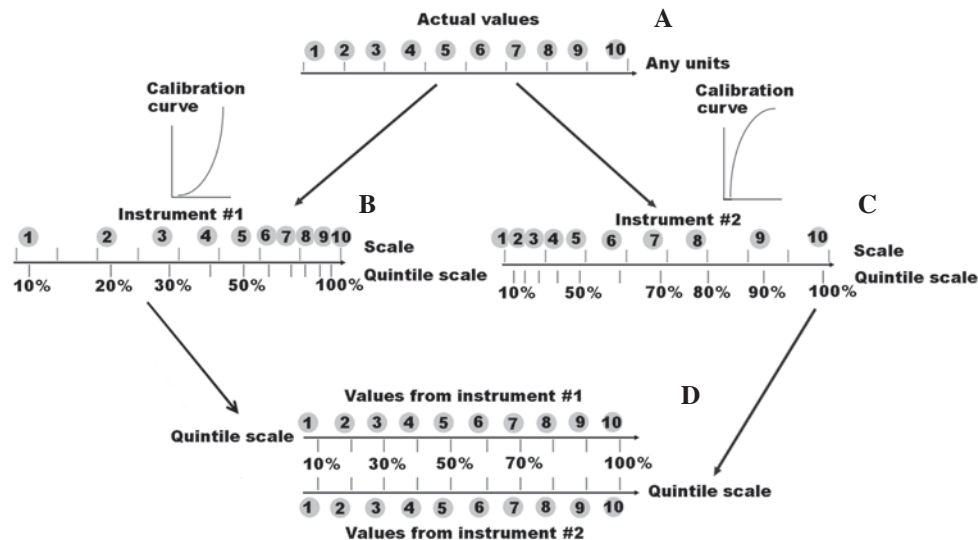 A
Actual values
1 2 3 4 5 6 7 8 9 10
Any units
Calibration
curve
Calibration
curve
Instrument #1
B
1 2 3 4 5 6 7 8 9 10
Scale
Quintile scale
10% 20% 30% 50% 100%
Instrument #2
C
1 2 3 4 5 6 7 8 9 10
Scale
Quintile scale
10% 50% 70% 80% 90% 100%
D
Values from instrument #1
1 2 3 4 5 6 7 8 9 10
Quintile scale
10% 30% 50% 70% 100%
Quintile scale
1 2 3 4 5 6 7 8 9 10
Values from instrument #2